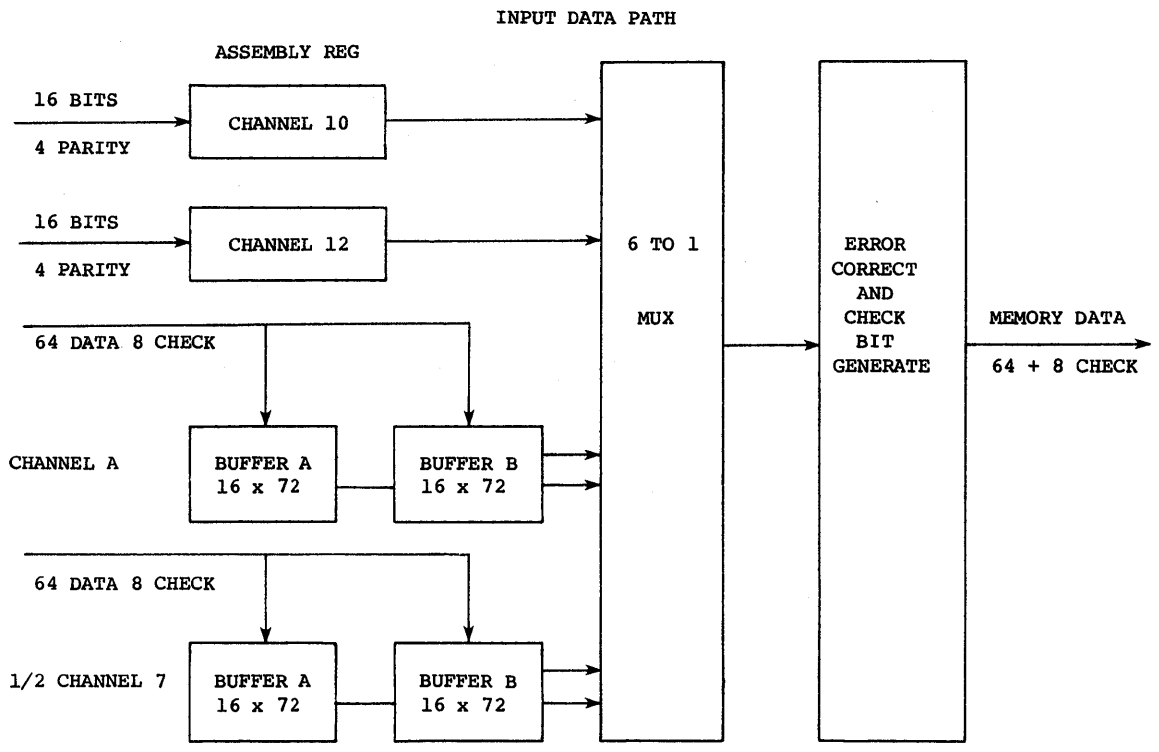 INPUT DATA PATH
ASSEMBLY REG
16 BITS
4 PARITY
CHANNEL 10
16 BITS
4 PARITY
CHANNEL 12
6 TO 1
MUX
ERROR
CORRECT
AND
CHECK
BIT
GENERATE
MEMORY DATA
64 + 8 CHECK
64 DATA 8 CHECK
CHANNEL A
BUFFER A
16 x 72
BUFFER B
16 x 72
64 DATA 8 CHECK
1/2 CHANNEL 7
BUFFER A
16 x 72
BUFFER B
16 x 72